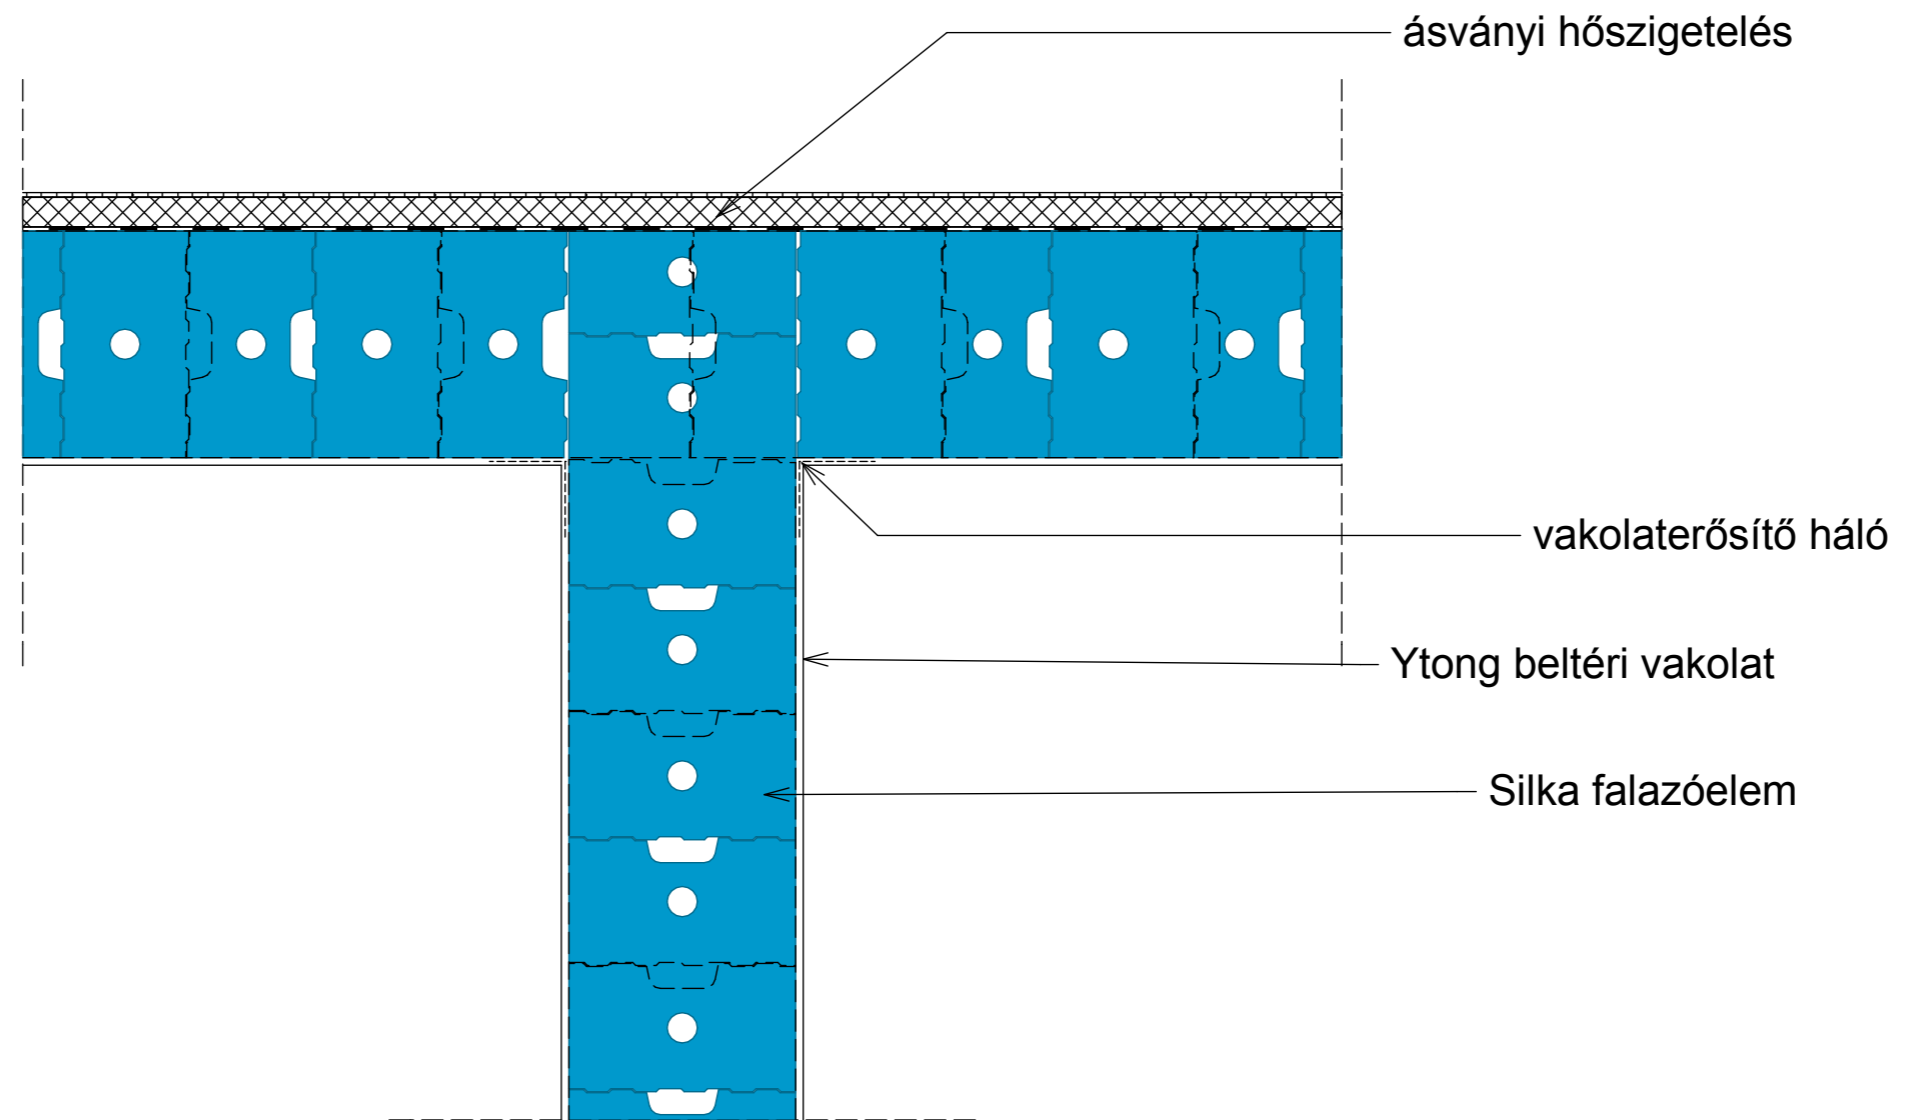 ásványi hőszigetelés
vakolaterősítő háló
Ytong beltéri vakolat
Silka falazóelem